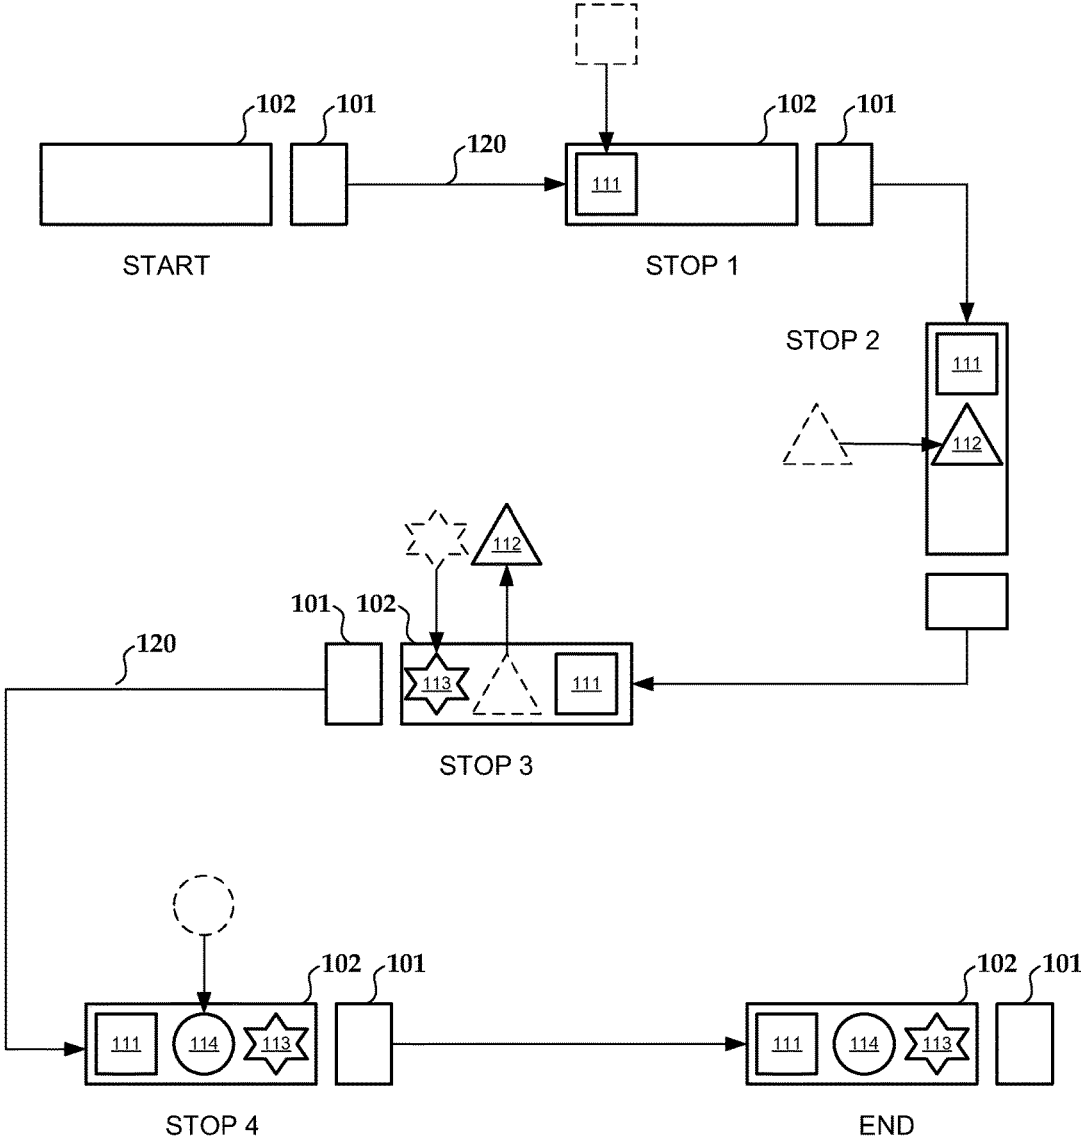 102 101 120 102 101
111
START STOP 1
STOP 2
111
112
112
101 102
120
113 111
STOP 3
102 101 102 101
111 114 113 111 114 113
STOP 4 END